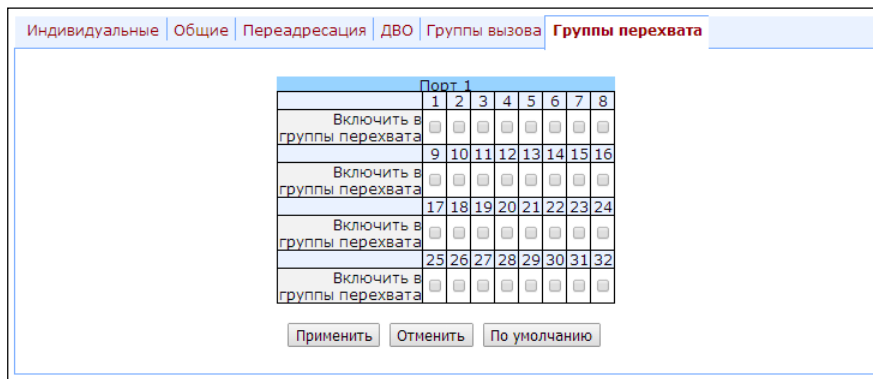 Индивидуальные Общие Переадресация ДВО Группы вызова Группы перехвата
Порт 1
1 2 3 4 5 6 7 8
Включить в
группы перехвата
9 10 11 12 13 14 15 16
Включить в
группы перехвата
17 18 19 20 21 22 23 24
Включить в
группы перехвата
25 26 27 28 29 30 31 32
Включить в
группы перехвата
Применить Отменить По умолчанию